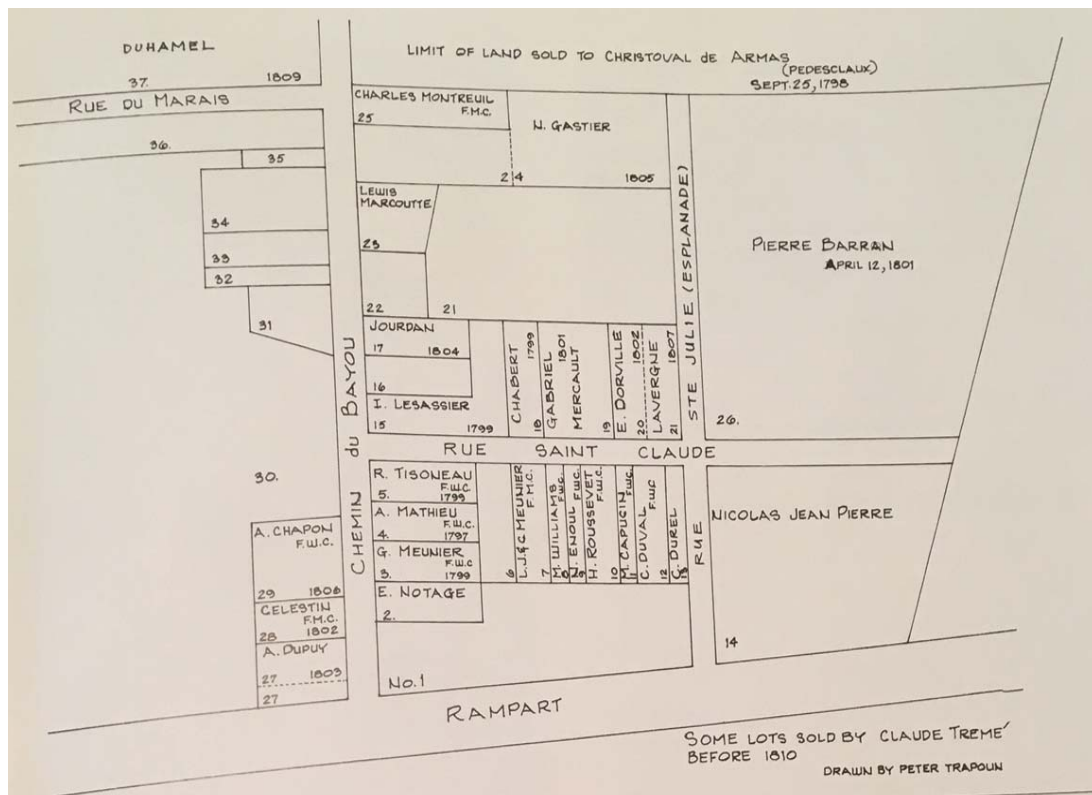 DUHAMEL
37. 1809
RUE DU MARAIS
LIMIT OF LAND SOLD TO CHRISTOVAL de ARMAS
(PEDESCLAUX)
SEPT. 25, 1798
CHARLES MONTREUIL
F.M.C.
25
N. GASTIER
24 1805
36.
35
34
33
32
31
LEWIS
MARCOUTTE
23
22
21
STE JULIE (ESPLANADE)
PIERRE BARRAN
APRIL 12, 1801
26.
JOURDAN
17 1804
16
I. LESASSIER
15 1799
CHABERT
18 1799
GABRIEL 1801
MERCAULT
19
E. DORVILLE
20 1802
LAVERGNE
21 1807
CHEMIN du BAYOU
RUE SAINT CLAUDE
30.
R. TISONEAU
F.W.C.
5. 1799
A. MATHIEU
F.W.C.
4. 1797
G. MEUNIER
F.W.C
3. 1799
E. NOTAGE
2.
6
L.J.&C MEUNIER
F.M.C.
7
M. WILLIAMS
8
N. ENOUL F.W.C.
9
H. ROUSSEVET
F.W.C.
10
M. CAPUCIN
11
C. DUVAL F.W.C
12
C. DUREL
13
RUE
NICOLAS JEAN PIERRE
14
A. CHAPON
F.W.C.
29 1806
CELESTIN
F.M.C.
28 1802
A. DUPUY
27 1803
27
No. 1
RAMPART
SOME LOTS SOLD BY CLAUDE TREMÉ
BEFORE 1810
DRAWN BY PETER TRAPOLIN